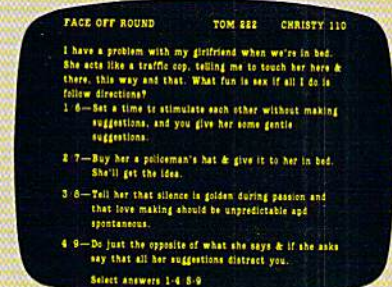 FACE OFF ROUND TOM 222 CHRISTY 110
I have a problem with my girlfriend when we're in bed.
She acts like a traffic cop, telling me to touch her here &
there, this way and that. What fun is sex if all I do is
follow directions?
1 6—Set a time to stimulate each other without making
suggestions, and you give her some gentle
suggestions.
2 7—Buy her a policeman's hat & give it to her in bed.
She'll get the idea.
3 8—Tell her that silence is golden during passion and
that love making should be unpredictable and
spontaneous.
4 9—Do just the opposite of what she says & if she asks
say that all her suggestions distract you.
Select answers 1-4 5-9